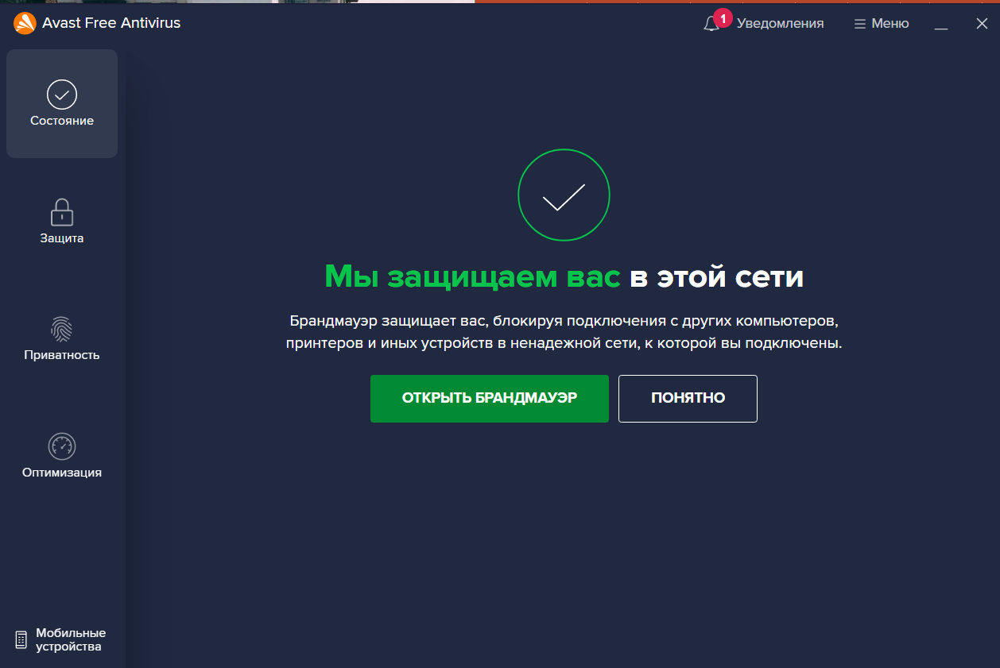 Avast Free Antivirus
1
Уведомления
Меню
Состояние
Защита
Приватность
Оптимизация
Мобильные
устройства
Мы защищаем вас в этой сети
Брандмауэр защищает вас, блокируя подключения с других компьютеров,
принтеров и иных устройств в ненадежной сети, к которой вы подключены.
ОТКРЫТЬ БРАНДМАУЭР
ПОНЯТНО